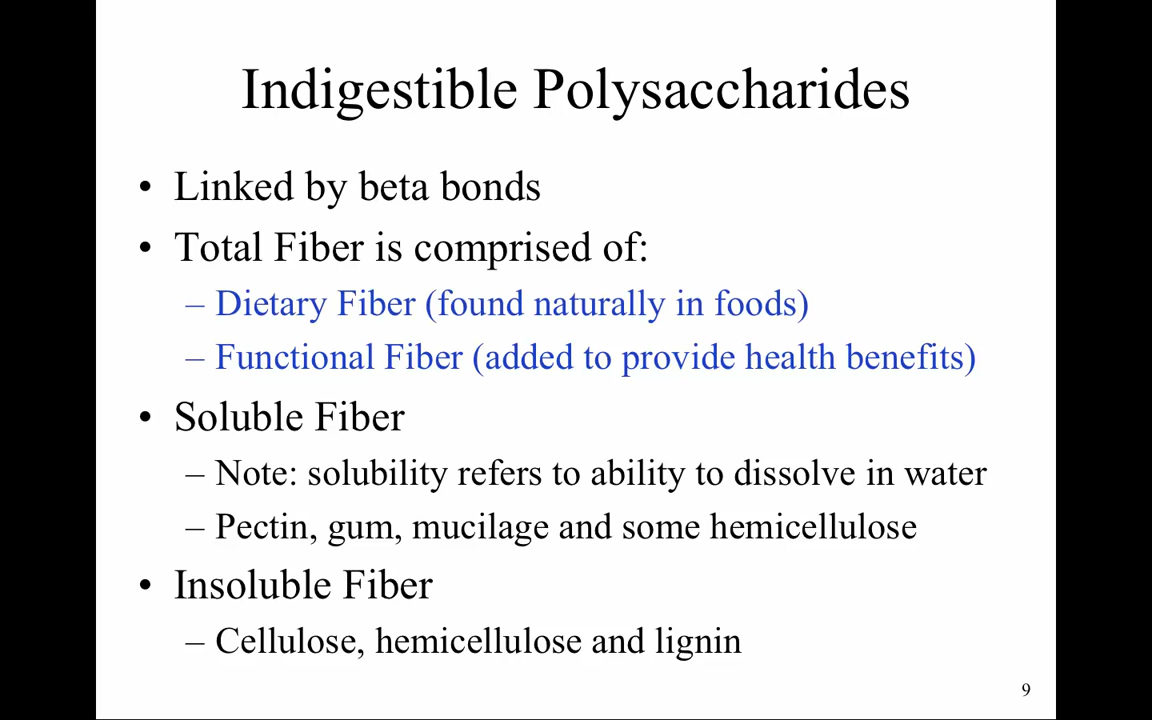 Indigestible Polysaccharides
• Linked by beta bonds
• Total Fiber is comprised of:
– Dietary Fiber (found naturally in foods)
– Functional Fiber (added to provide health benefits)
• Soluble Fiber
– Note: solubility refers to ability to dissolve in water
– Pectin, gum, mucilage and some hemicellulose
• Insoluble Fiber
– Cellulose, hemicellulose and lignin
9